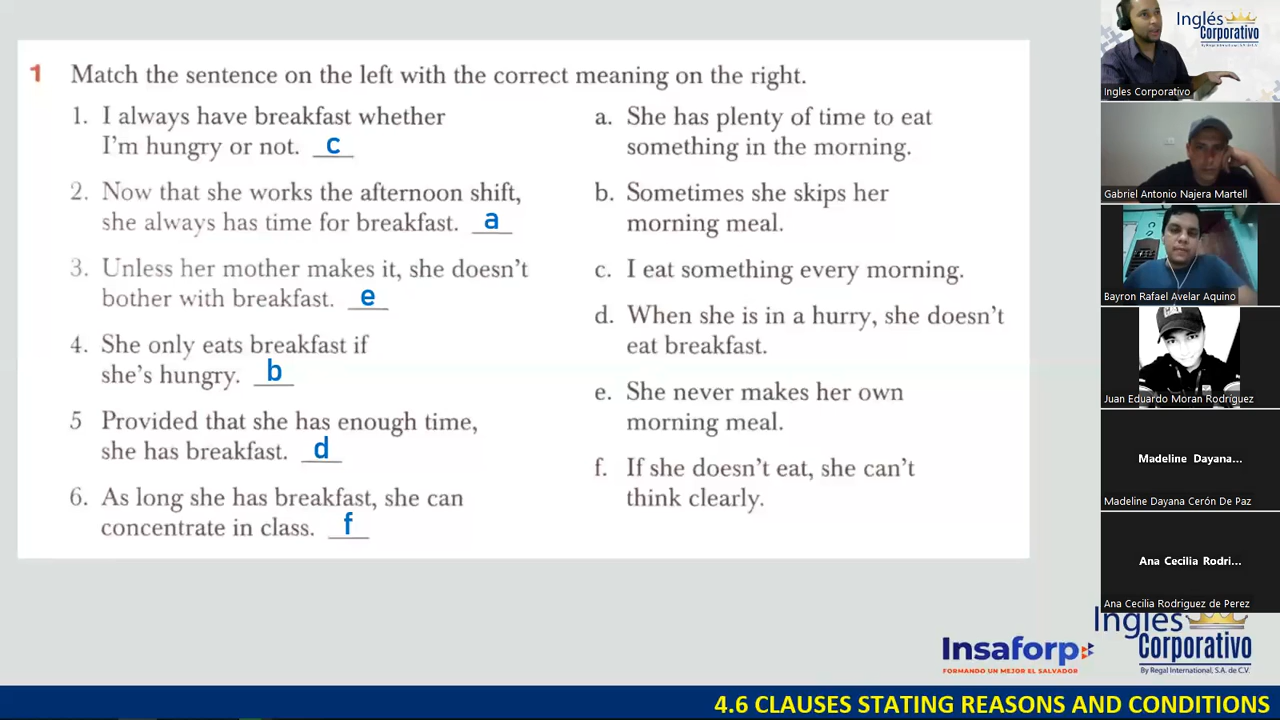 1 Match the sentence on the left with the correct meaning on the right.
1. I always have breakfast whether
I'm hungry or not. c
2. Now that she works the afternoon shift,
she always has time for breakfast. a
3. Unless her mother makes it, she doesn't
bother with breakfast. e
4. She only eats breakfast if
she's hungry. b
5 Provided that she has enough time,
she has breakfast. d
6. As long she has breakfast, she can
concentrate in class. f
a. She has plenty of time to eat
something in the morning.
b. Sometimes she skips her
morning meal.
c. I eat something every morning.
d. When she is in a hurry, she doesn't
eat breakfast.
e. She never makes her own
morning meal.
f. If she doesn't eat, she can't
think clearly.
Inglés
Corporativo
By Regal International, S.A. de C.V.
Ingles Corporativo
Gabriel Antonio Najera Martell
Bayron Rafael Avelar Aquino
Juan Eduardo Moran Rodríguez
Madeline Dayana...
Madeline Dayana Cerón De Paz
Ana Cecilia Rodri...
Ana Cecilia Rodriguez de Perez
Insaforp
FORMANDO UN MEJOR EL SALVADOR
Inglés
Corporativo
By Regal International, S.A. de C.V.
4.6 CLAUSES STATING REASONS AND CONDITIONS